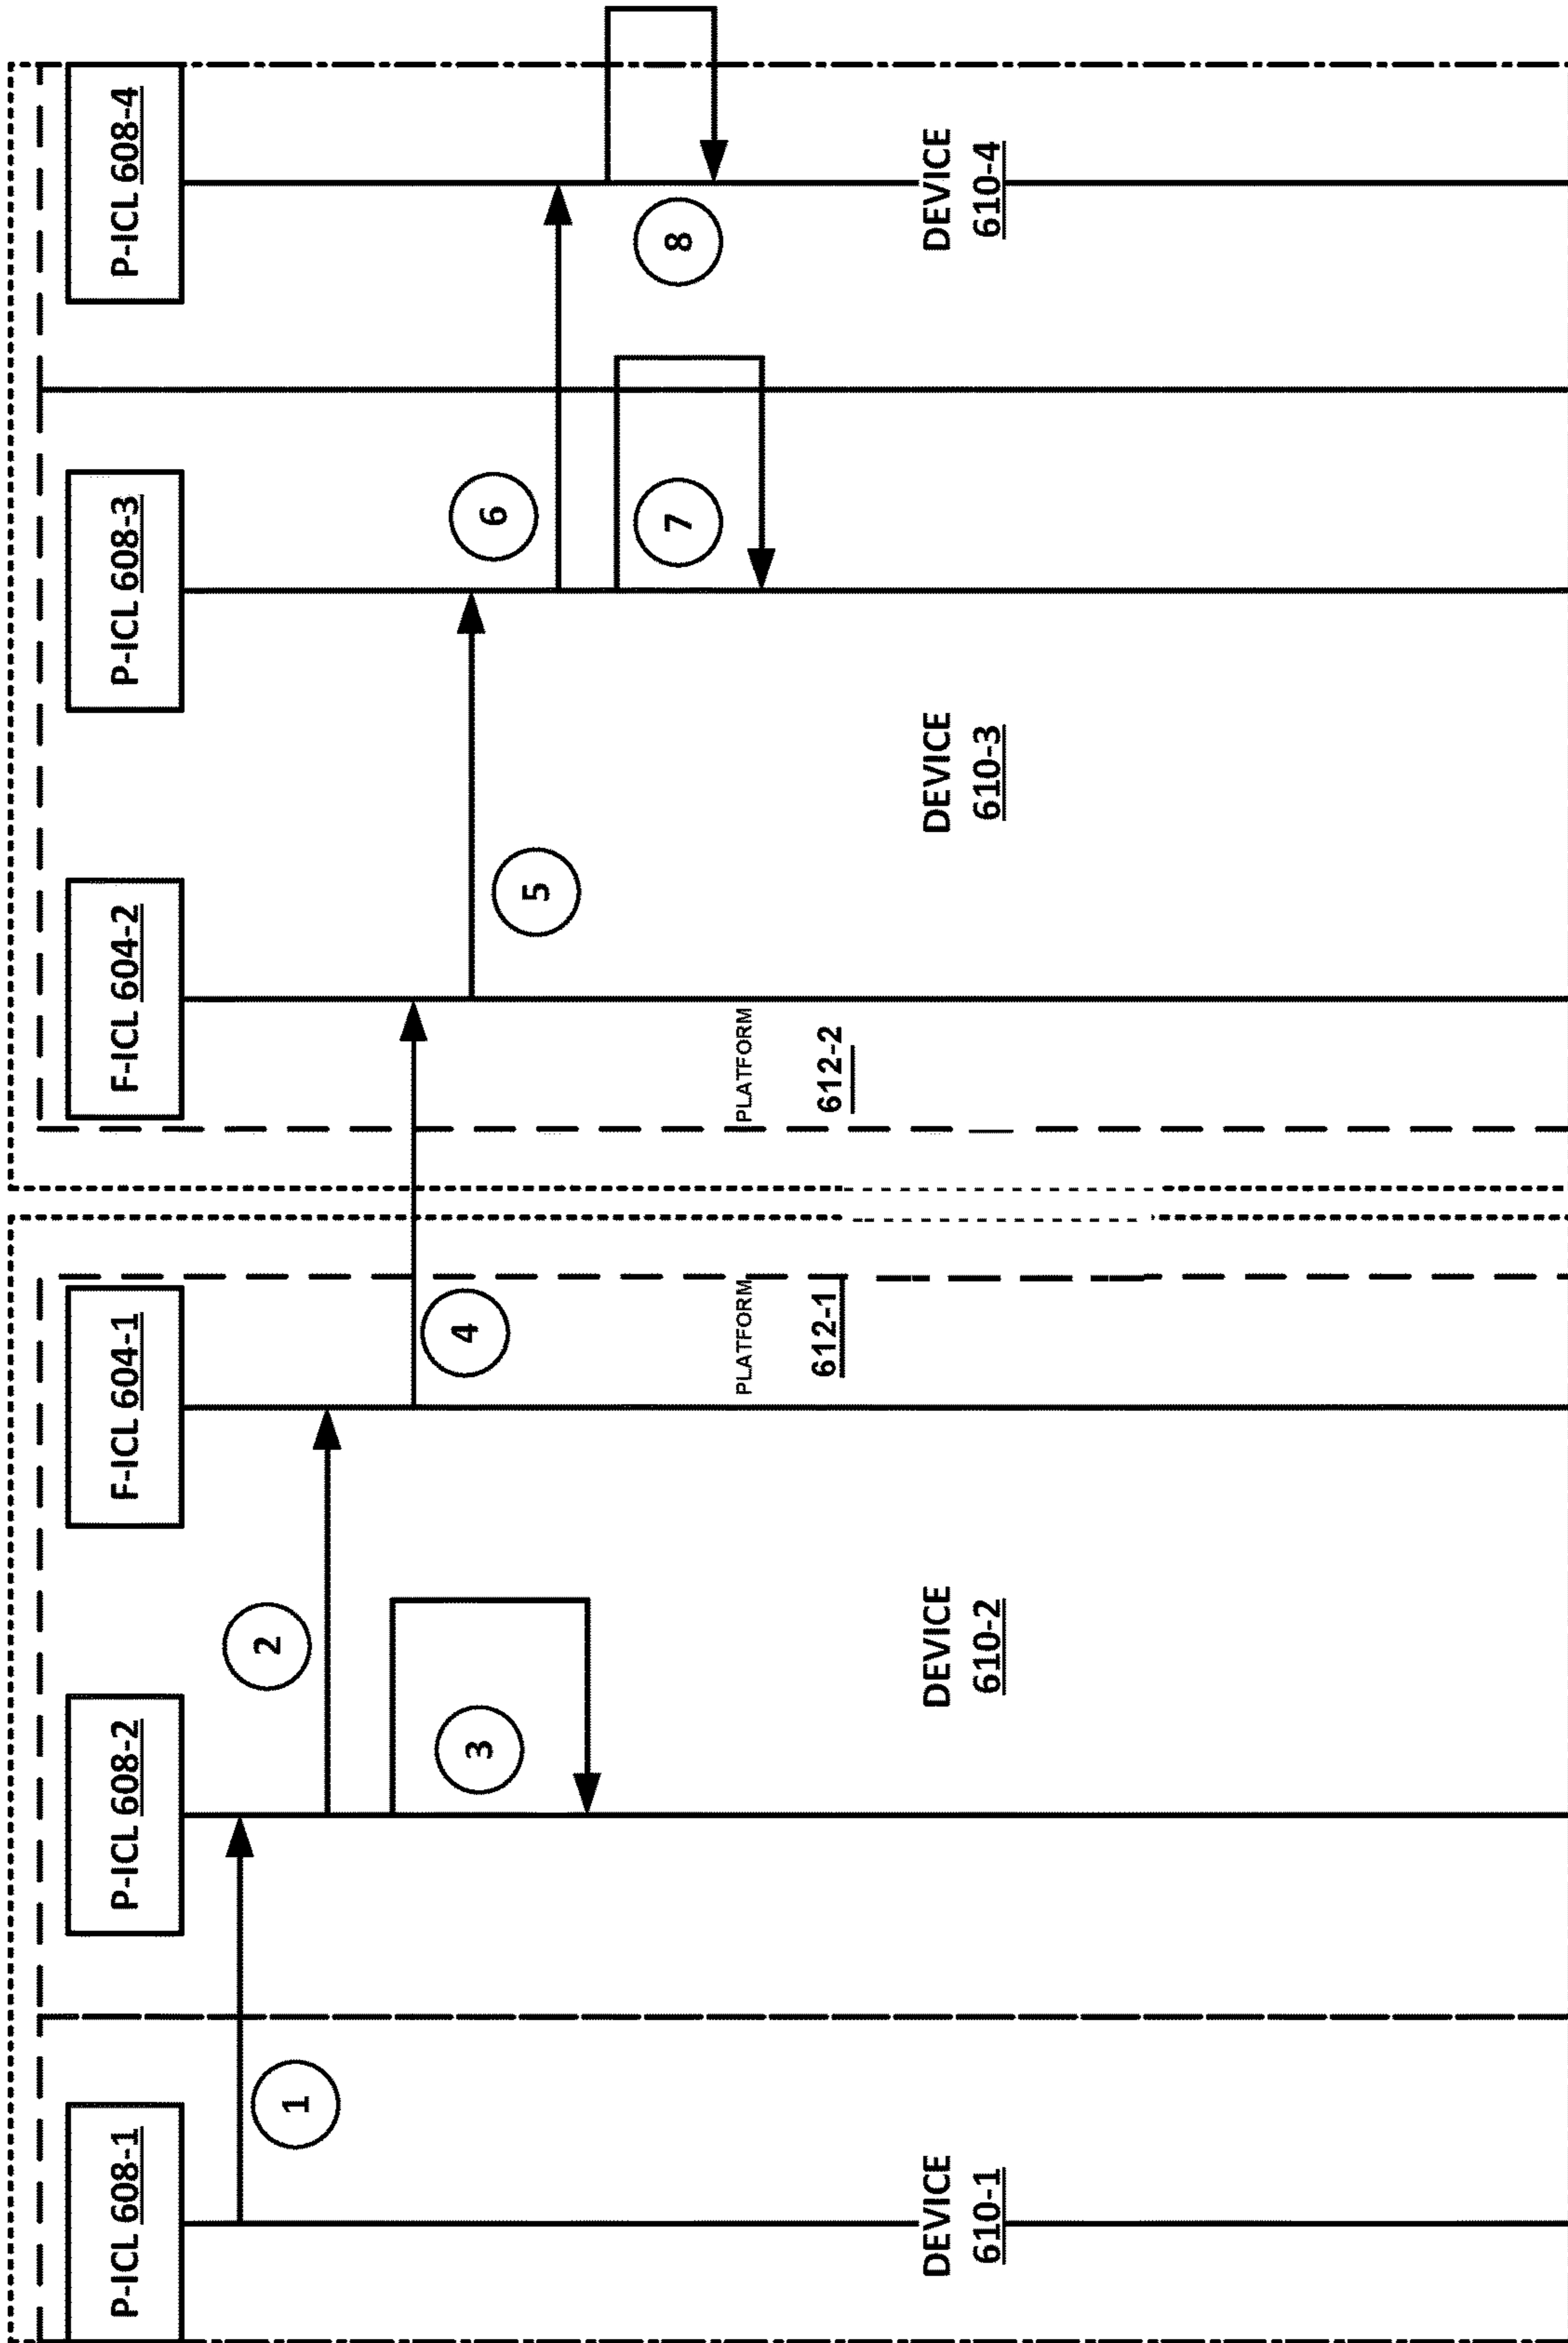 P-ICL 608-1
P-ICL 608-2
F-ICL 604-1
F-ICL 604-2
P-ICL 608-3
P-ICL 608-4
1
2
3
4
5
6
7
8
PLATFORM
612-1
PLATFORM
612-2
DEVICE
610-1
DEVICE
610-2
DEVICE
610-3
DEVICE
610-4